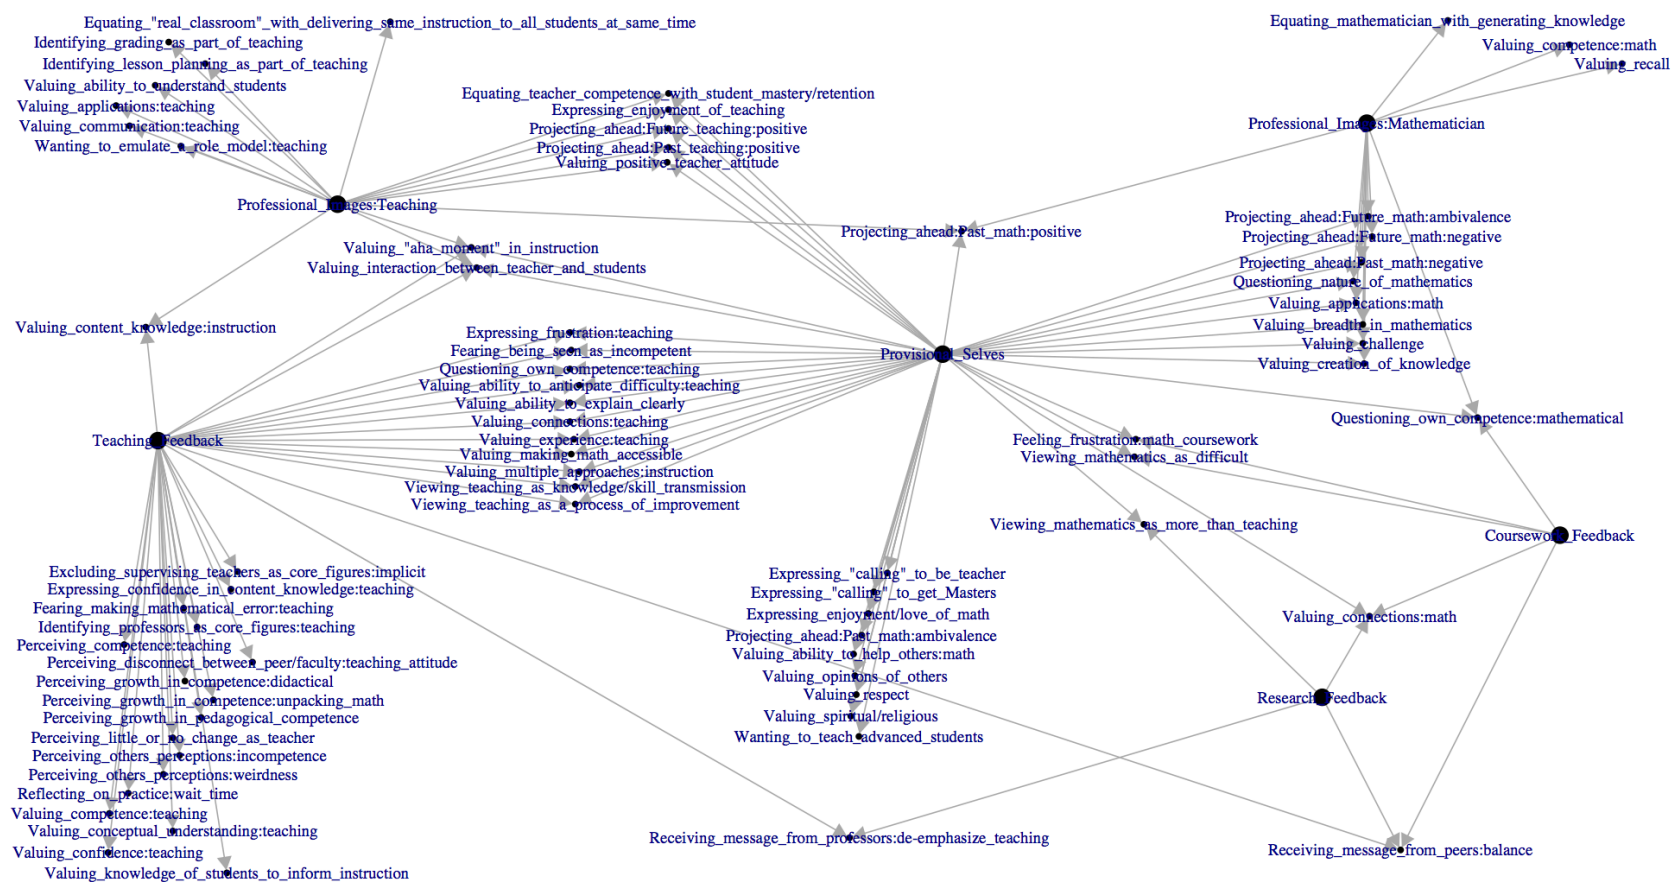 Equating_"real_classroom"_with_delivering_same_instruction_to_all_students_at_same_time
Identifying_grading_as_part_of_teaching
Identifying_lesson_planning_as_part_of_teaching
Valuing_ability_to_understand_students
Valuing_applications:teaching
Valuing_communication:teaching
Wanting_to_emulate_a_role_model:teaching
Equating_teacher_competence_with_student_mastery/retention
Expressing_enjoyment_of_teaching
Projecting_ahead:Future_teaching:positive
Projecting_ahead:Past_teaching:positive
Valuing_positive_teacher_attitude
Equating_mathematician_with_generating_knowledge
Valuing_competence:math
Valuing_recall
Professional_Images:Mathematician
Professional_Images:Teaching
Projecting_ahead:Past_math:positive
Valuing_"aha_moment"_in_instruction
Valuing_interaction_between_teacher_and_students
Projecting_ahead:Future_math:ambivalence
Projecting_ahead:Future_math:negative
Projecting_ahead:Past_math:negative
Questioning_nature_of_mathematics
Valuing_applications:math
Valuing_breadth_in_mathematics
Valuing_challenge
Valuing_creation_of_knowledge
Valuing_content_knowledge:instruction
Expressing_frustration:teaching
Fearing_being_seen_as_incompetent
Questioning_own_competence:teaching
Valuing_ability_to_anticipate_difficulty:teaching
Valuing_ability_to_explain_clearly
Valuing_connections:teaching
Valuing_experience:teaching
Valuing_making_math_accessible
Valuing_multiple_approaches:instruction
Viewing_teaching_as_knowledge/skill_transmission
Viewing_teaching_as_a_process_of_improvement
Provisional_Selves
Questioning_own_competence:mathematical
Teaching_Feedback
Feeling_frustration:math_coursework
Viewing_mathematics_as_difficult
Viewing_mathematics_as_more_than_teaching
Coursework_Feedback
Excluding_supervising_teachers_as_core_figures:implicit
Expressing_confidence_in_content_knowledge:teaching
Fearing_making_mathematical_error:teaching
Identifying_professors_as_core_figures:teaching
Perceiving_competence:teaching
Perceiving_disconnect_between_peer/faculty:teaching_attitude
Perceiving_growth_in_competence:didactical
Perceiving_growth_in_competence:unpacking_math
Perceiving_growth_in_pedagogical_competence
Perceiving_little_or_no_change_as_teacher
Perceiving_others_perceptions:incompetence
Perceiving_others_perceptions:weirdness
Reflecting_on_practice:wait_time
Valuing_competence:teaching
Valuing_conceptual_understanding:teaching
Valuing_confidence:teaching
Valuing_knowledge_of_students_to_inform_instruction
Expressing_"calling"_to_be_teacher
Expressing_"calling"_to_get_Masters
Expressing_enjoyment/love_of_math
Projecting_ahead:Past_math:ambivalence
Valuing_ability_to_help_others:math
Valuing_opinions_of_others
Valuing_respect
Valuing_spiritual/religious
Wanting_to_teach_advanced_students
Valuing_connections:math
Research_Feedback
Receiving_message_from_professors:de-emphasize_teaching
Receiving_message_from_peers:balance